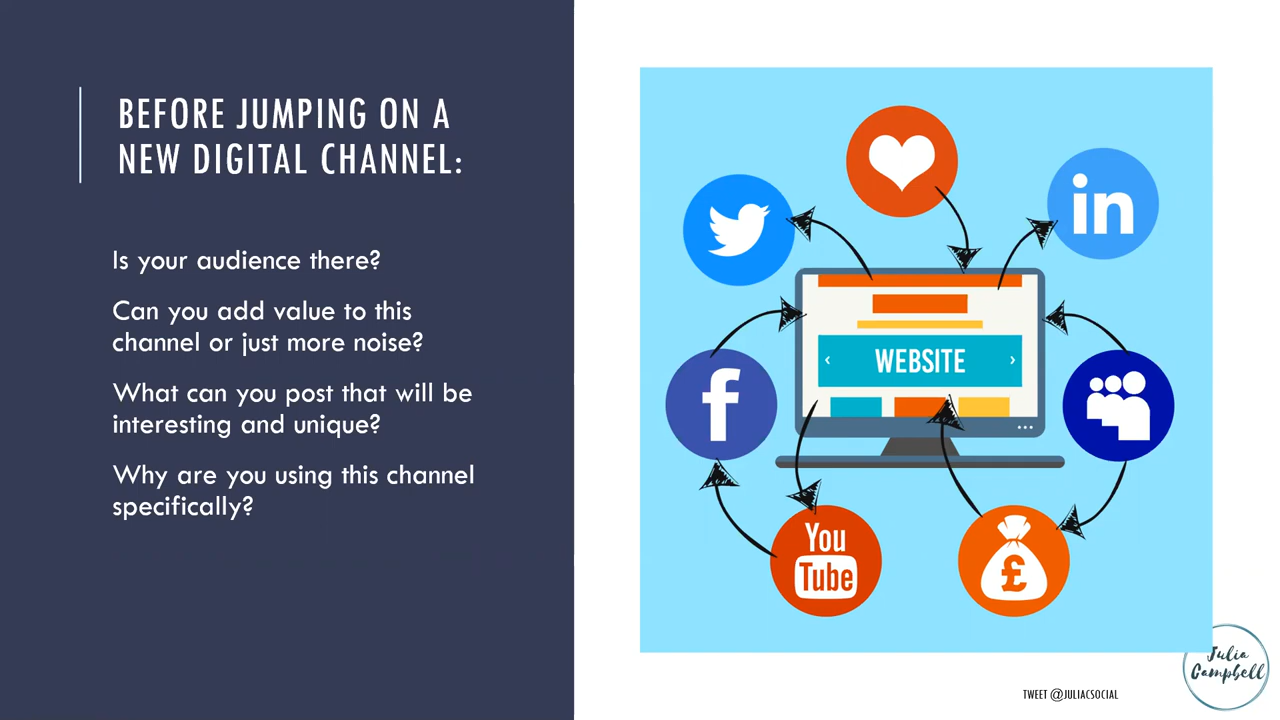 BEFORE JUMPING ON A
NEW DIGITAL CHANNEL:
Is your audience there?
Can you add value to this
channel or just more noise?
What can you post that will be
interesting and unique?
Why are you using this channel
specifically?
in
WEBSITE
f
You
Tube
£
Julia
Campbell
TWEET @JULIACSOCIAL